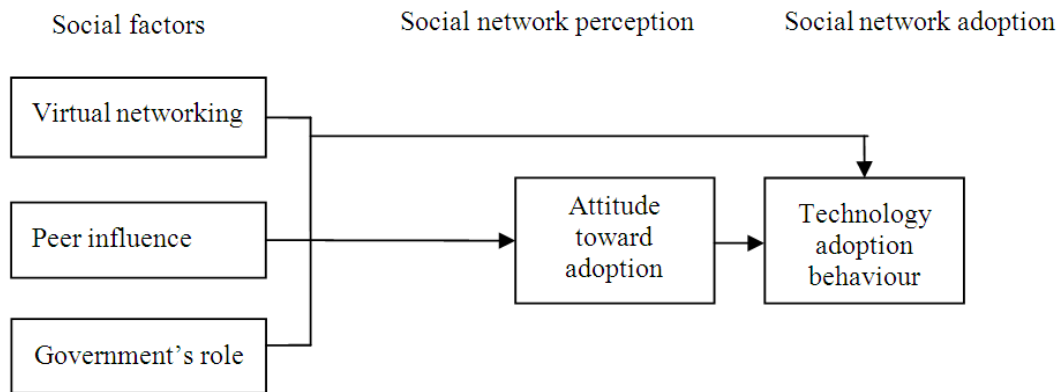 Social factors
Social network perception
Social network adoption
Virtual networking
Peer influence
Government’s role
Attitude
toward
adoption
Technology
adoption
behaviour